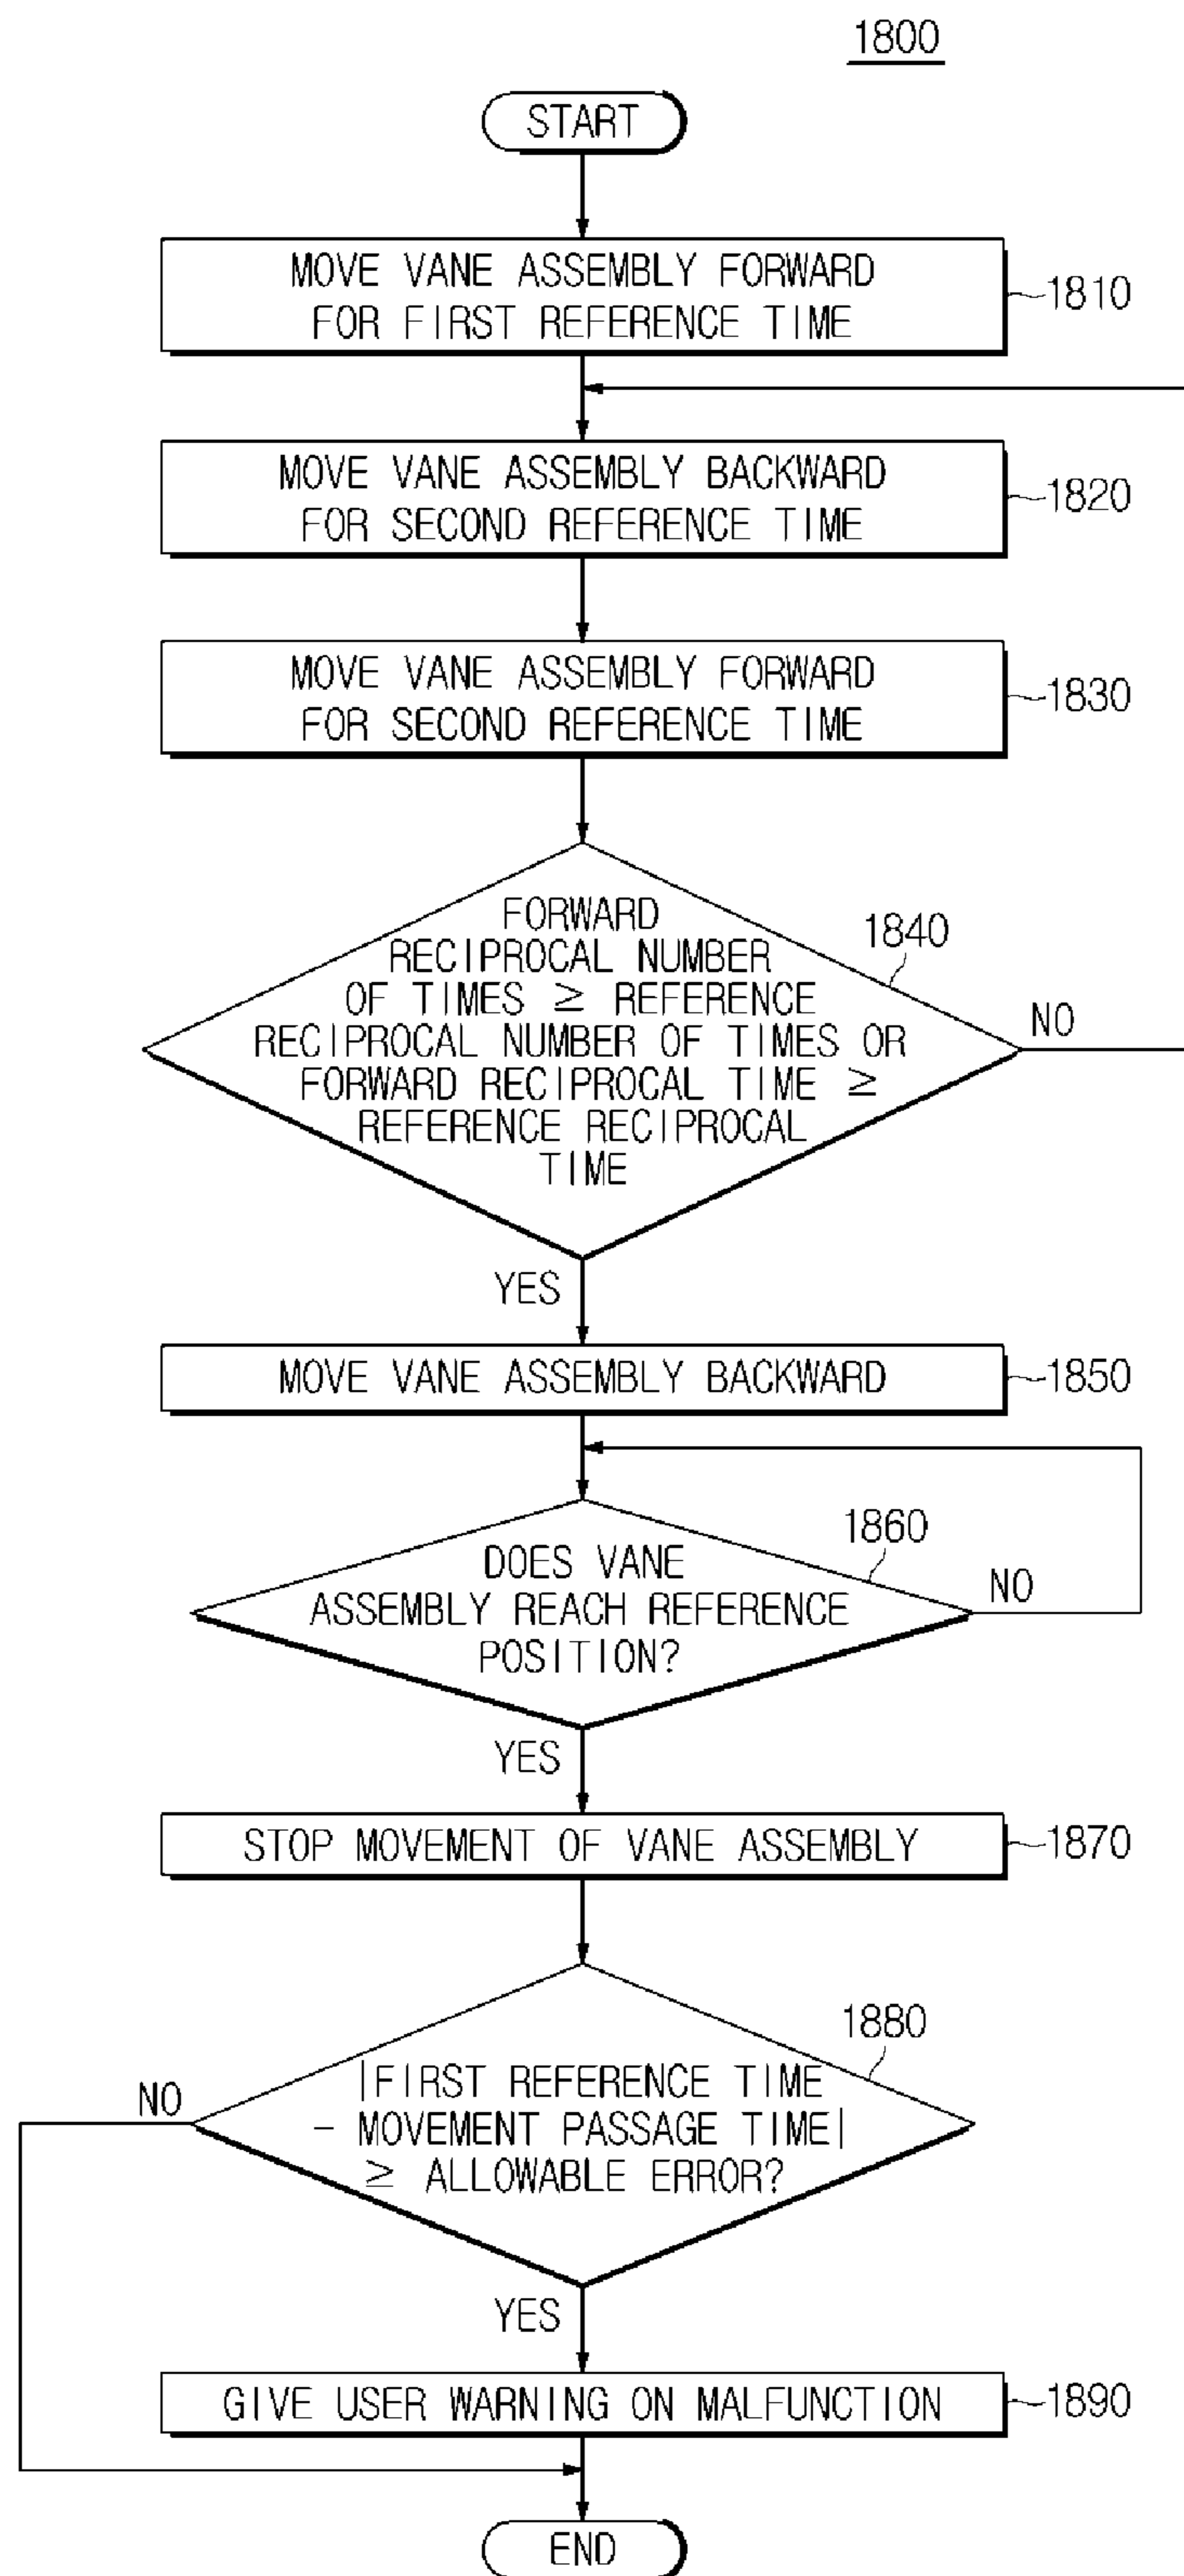 1800
START
MOVE VANE ASSEMBLY FORWARD
FOR FIRST REFERENCE TIME
1810
MOVE VANE ASSEMBLY BACKWARD
FOR SECOND REFERENCE TIME
1820
MOVE VANE ASSEMBLY FORWARD
FOR SECOND REFERENCE TIME
1830
FORWARD
RECIPROCAL NUMBER
OF TIMES ≥ REFERENCE
RECIPROCAL NUMBER OF TIMES OR
FORWARD RECIPROCAL TIME ≥
REFERENCE RECIPROCAL
TIME
1840
NO
YES
MOVE VANE ASSEMBLY BACKWARD
1850
DOES VANE
ASSEMBLY REACH REFERENCE
POSITION?
1860
NO
YES
STOP MOVEMENT OF VANE ASSEMBLY
1870
|FIRST REFERENCE TIME
- MOVEMENT PASSAGE TIME|
≥ ALLOWABLE ERROR?
1880
NO
YES
GIVE USER WARNING ON MALFUNCTION
1890
END